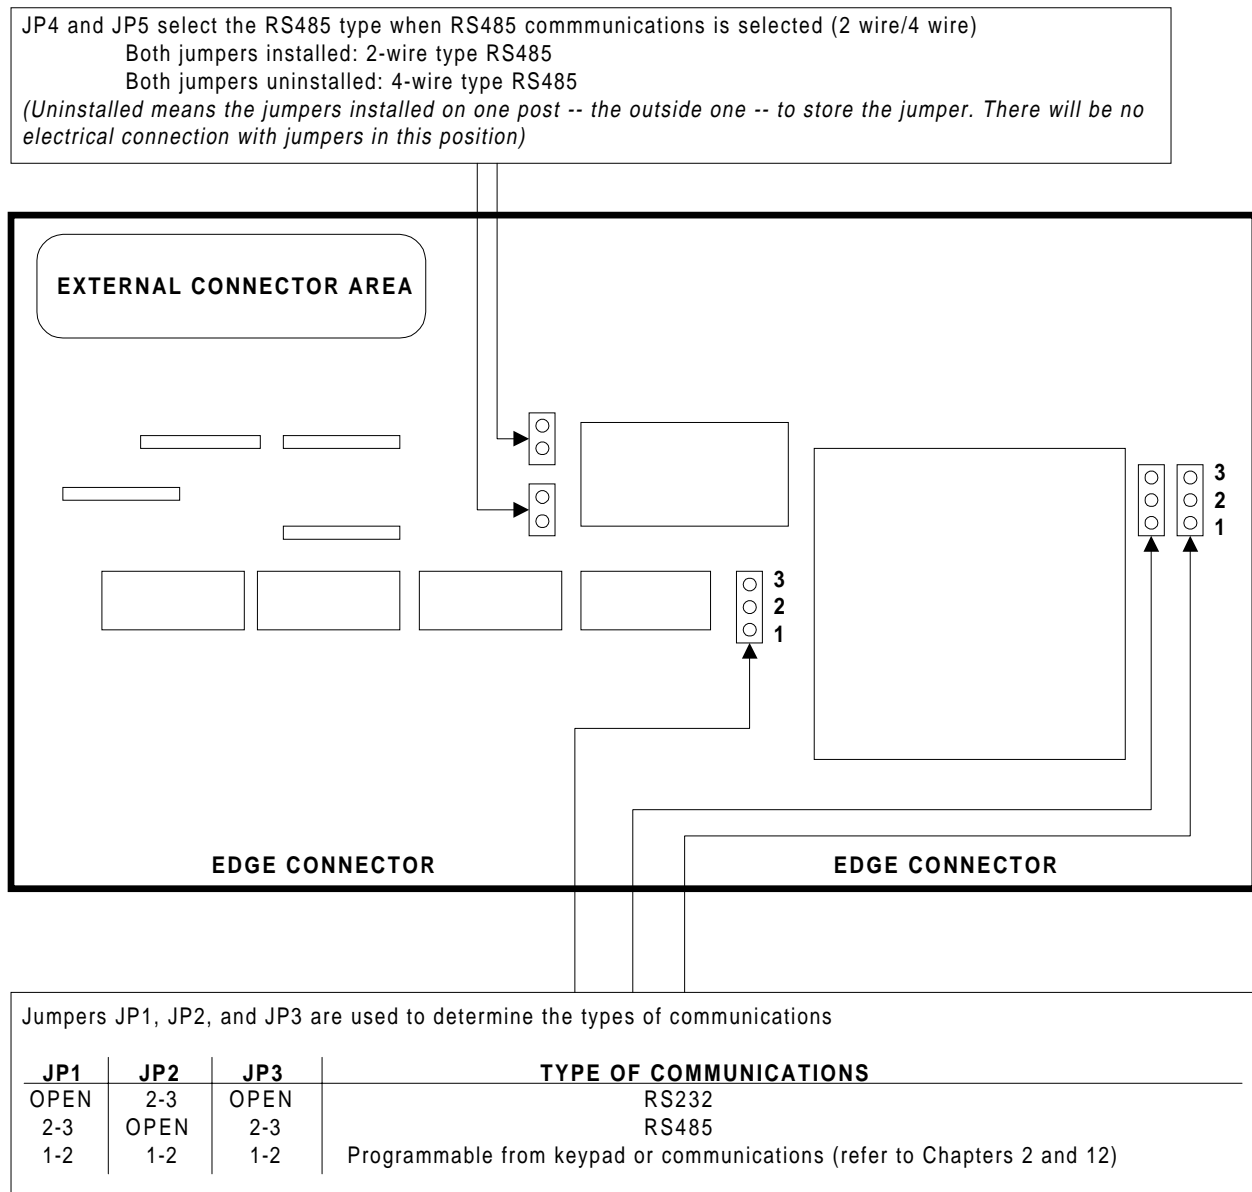 JP4 and JP5 select the RS485 type when RS485 commmunications is selected (2 wire/4 wire)
Both jumpers installed: 2-wire type RS485
Both jumpers uninstalled: 4-wire type RS485
(Uninstalled means the jumpers installed on one post -- the outside one -- to store the jumper. There will be no
electrical connection with jumpers in this position)
EXTERNAL CONNECTOR AREA
3
2
1
3
2
1
EDGE CONNECTOR
EDGE CONNECTOR
Jumpers JP1, JP2, and JP3 are used to determine the types of communications
JP1 JP2 JP3 TYPE OF COMMUNICATIONS
OPEN 2-3 OPEN RS232
2-3 OPEN 2-3 RS485
1-2 1-2 1-2 Programmable from keypad or communications (refer to Chapters 2 and 12)